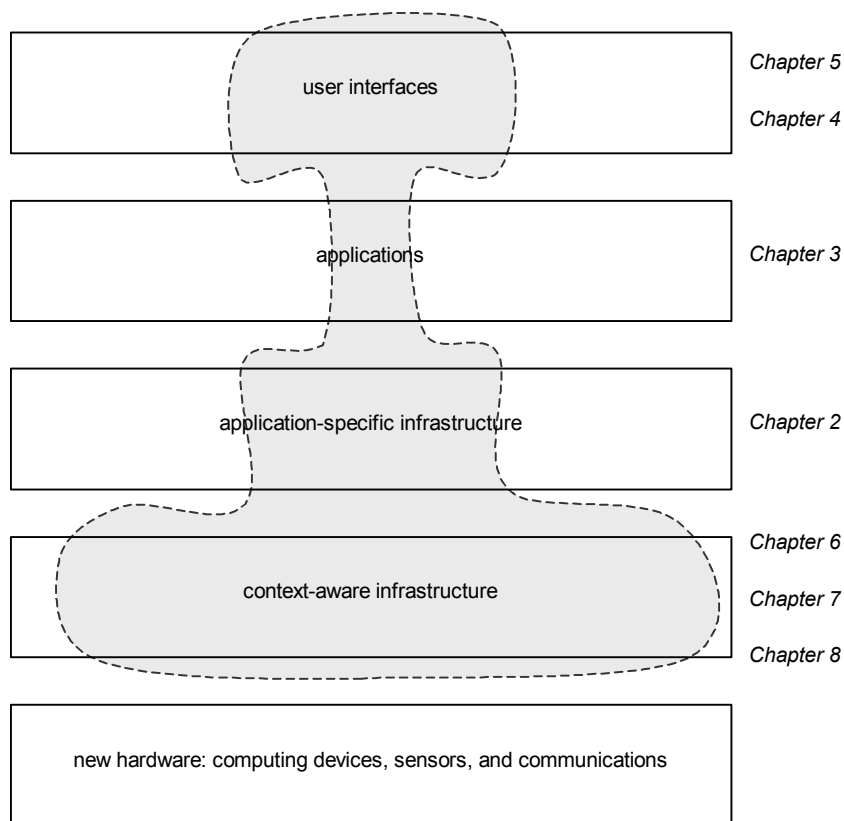 user interfaces
Chapter 5
Chapter 4
applications
Chapter 3
application-specific infrastructure
Chapter 2
context-aware infrastructure
Chapter 6
Chapter 7
Chapter 8
new hardware: computing devices, sensors, and communications